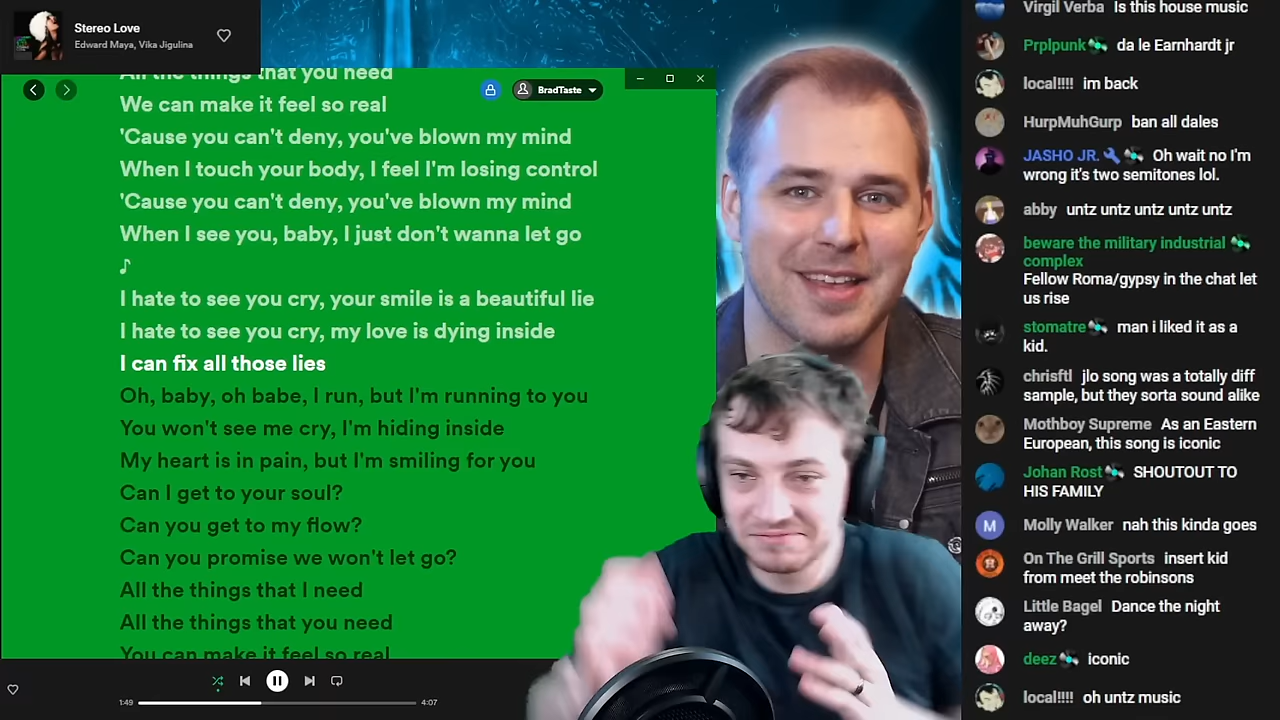 Stereo Love
Edward Maya, Vika Jigulina
BradTaste
All the things that you need
We can make it feel so real
'Cause you can't deny, you've blown my mind
When I touch your body, I feel I'm losing control
'Cause you can't deny, you've blown my mind
When I see you, baby, I just don't wanna let go
♪
I hate to see you cry, your smile is a beautiful lie
I hate to see you cry, my love is dying inside
I can fix all those lies
Oh, baby, oh babe, I run, but I'm running to you
You won't see me cry, I'm hiding inside
My heart is in pain, but I'm smiling for you
Can I get to your soul?
Can you get to my flow?
Can you promise we won't let go?
All the things that I need
All the things that you need
You can make it feel so real
1:49
4:07
Virgil Verba Is this house music
Prplpunk da le Earnhardt jr
local!!!! im back
HurpMuhGurp ban all dales
JASHO JR. Oh wait no I'm
wrong it's two semitones lol.
abby untz untz untz untz untz
beware the military industrial
complex
Fellow Roma/gypsy in the chat let
us rise
stomatre man i liked it as a
kid.
chrisftl jlo song was a totally diff
sample, but they sorta sound alike
Mothboy Supreme As an Eastern
European, this song is iconic
Johan Rost SHOUTOUT TO
HIS FAMILY
M
Molly Walker nah this kinda goes
On The Grill Sports insert kid
from meet the robinsons
Little Bagel Dance the night
away?
deez iconic
local!!!! oh untz music